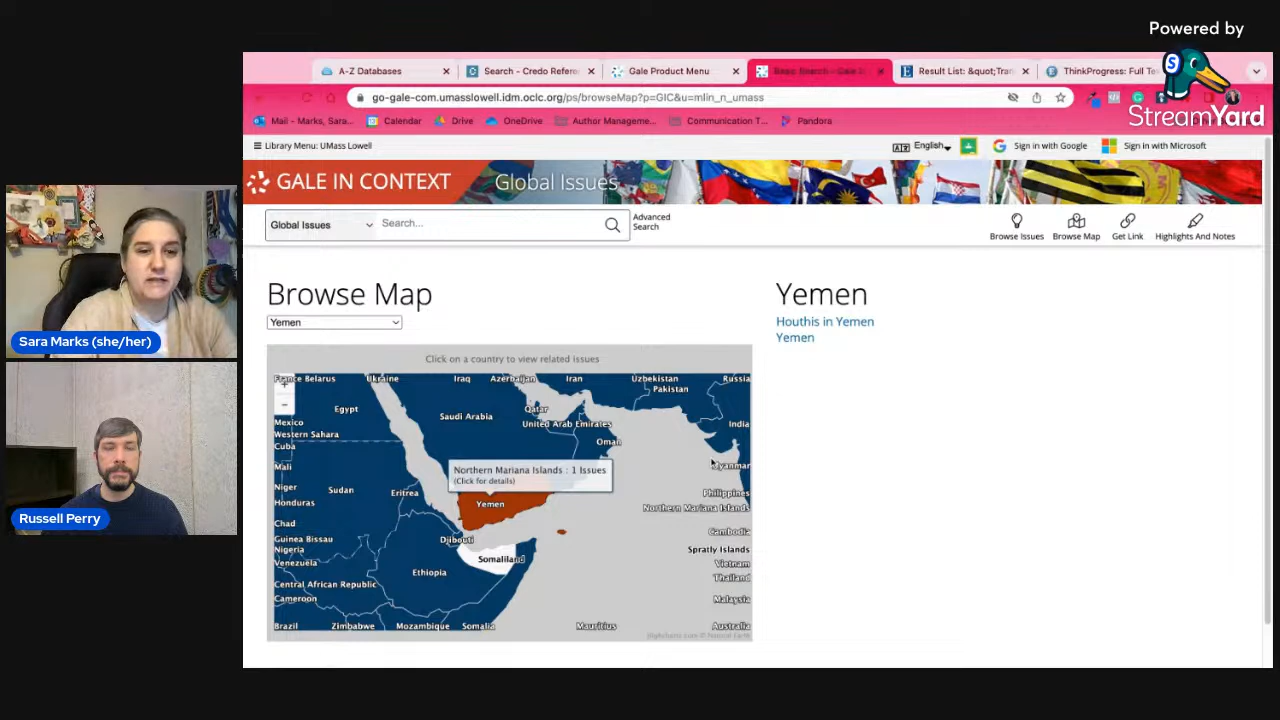 Powered by
StreamYard
A-Z Databases
Search - Credo Refere
Gale Product Menu
Result List: &quot;Tran
ThinkProgress: Full Te
go-gale-com.umasslowell.idm.oclc.org/ps/browseMap?p=GIC&u=mlin_n_umass
Mail - Marks, Sara...
Calendar
Drive
OneDrive
Author Manageme...
Communication T...
Pandora
Library Menu: UMass Lowell
English
Sign in with Google
Sign in with Microsoft
GALE IN CONTEXT
Global Issues
Global Issues
Search...
Advanced
Search
Browse Issues
Browse Map
Get Link
Highlights And Notes
Browse Map
Yemen
Yemen
Houthis in Yemen
Yemen
Click on a country to view related issues
France Belarus
Ukraine
Iraq
Azerbaijan
Iran
Uzbekistan
Russia
Pakistan
Egypt
Saudi Arabia
Qatar
United Arab Emirates
India
Mexico
Western Sahara
Oman
Cuba
Mali
Myanmar
Northern Mariana Islands : 1 Issues
(Click for details)
Niger
Sudan
Eritrea
Philippines
Honduras
Yemen
Northern Mariana Islands
Chad
Guinea Bissau
Djibouti
Cambodia
Nigeria
Spratly Islands
Venezuela
Somaliland
Vietnam
Ethiopia
Thailand
Central African Republic
Cameroon
Malaysia
Brazil
Zimbabwe
Mozambique
Somalia
Mauritius
Australia
Highcharts.com © Natural Earth
Sara Marks (she/her)
Russell Perry